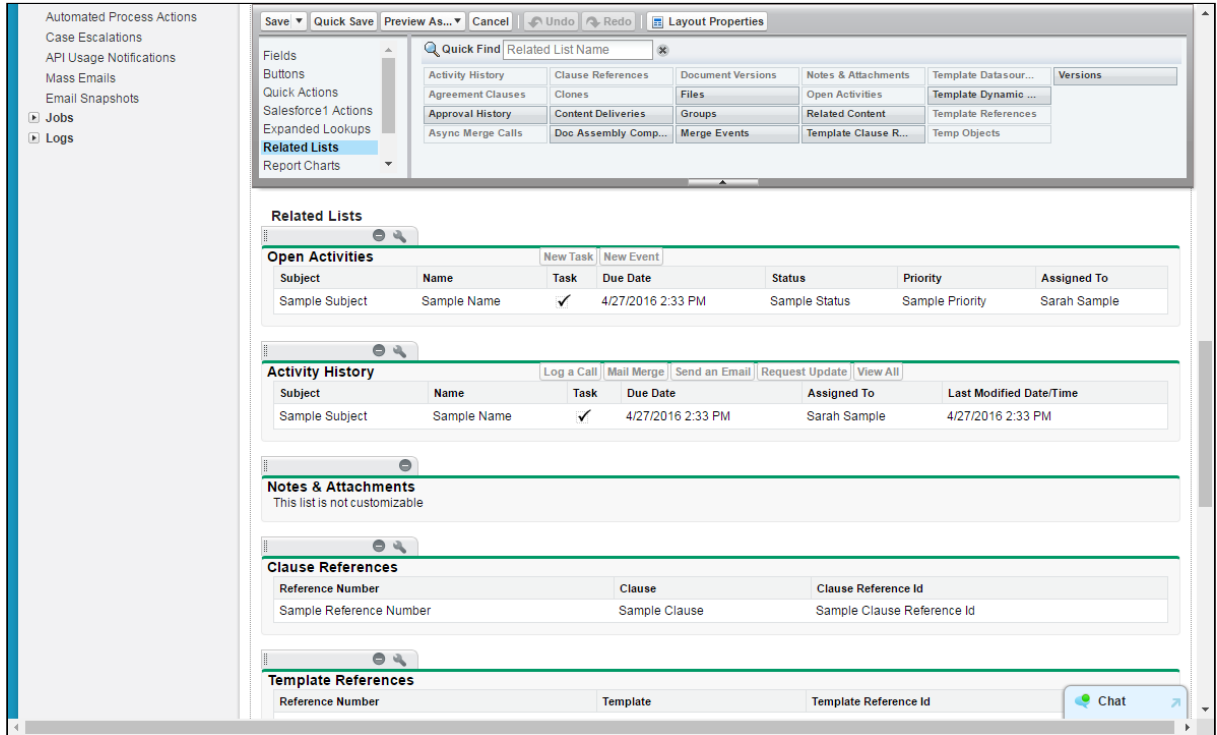 Automated Process Actions
Case Escalations
API Usage Notifications
Mass Emails
Email Snapshots
Jobs
Logs
Save Quick Save Preview As... Cancel Undo Redo Layout Properties
Fields
Buttons
Quick Actions
Salesforce1 Actions
Expanded Lookups
Related Lists
Report Charts
Quick Find Related List Name
Activity History Clause References Document Versions Notes & Attachments Template Datasour... Versions
Agreement Clauses Clones Files Open Activities Template Dynamic ...
Approval History Content Deliveries Groups Related Content Template References
Async Merge Calls Doc Assembly Comp... Merge Events Template Clause R... Temp Objects
Related Lists
Open Activities New Task New Event
Subject Name Task Due Date Status Priority Assigned To
Sample Subject Sample Name 4/27/2016 2:33 PM Sample Status Sample Priority Sarah Sample
Activity History Log a Call Mail Merge Send an Email Request Update View All
Subject Name Task Due Date Assigned To Last Modified Date/Time
Sample Subject Sample Name 4/27/2016 2:33 PM Sarah Sample 4/27/2016 2:33 PM
Notes & Attachments
This list is not customizable
Clause References
Reference Number Clause Clause Reference Id
Sample Reference Number Sample Clause Sample Clause Reference Id
Template References
Reference Number Template Template Reference Id
Chat